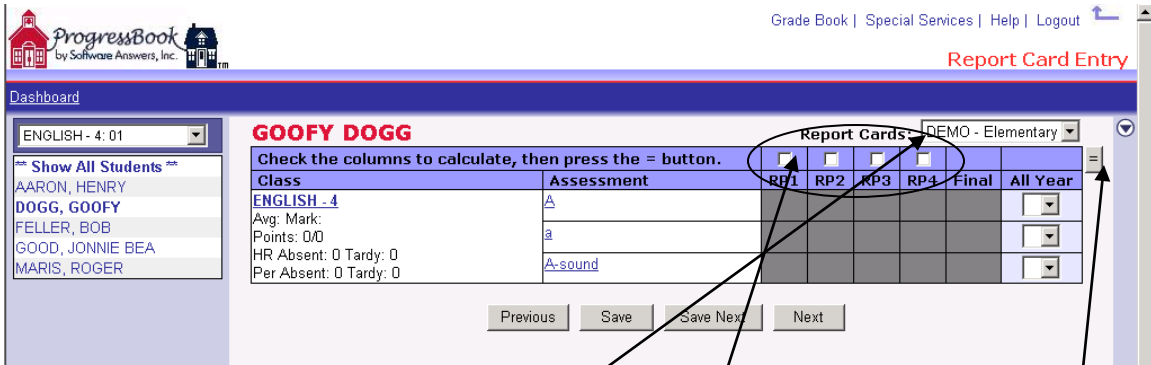 Grade Book | Special Services | Help | Logout
ProgressBook
by Software Answers, Inc. TM
Report Card Entry
Dashboard
ENGLISH - 4: 01
** Show All Students **
AARON, HENRY
DOGG, GOOFY
FELLER, BOB
GOOD, JONNIE BEA
MARIS, ROGER
GOOFY DOGG
Report Cards: DEMO - Elementary
Check the columns to calculate, then press the = button. =
Class Assessment RP1 RP2 RP3 RP4 Final All Year
ENGLISH - 4
Avg: Mark:
Points: 0/0
HR Absent: 0 Tardy: 0
Per Absent: 0 Tardy: 0
A
a
A-sound
Previous Save Save Next Next